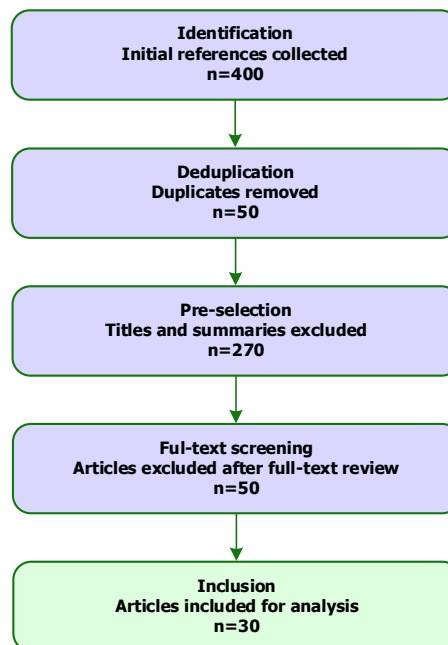 Identification
Initial references collected
n=400
Deduplication
Duplicates removed
n=50
Pre-selection
Titles and summaries excluded
n=270
Ful-text screening
Articles excluded after full-text review
n=50
Inclusion
Articles included for analysis
n=30